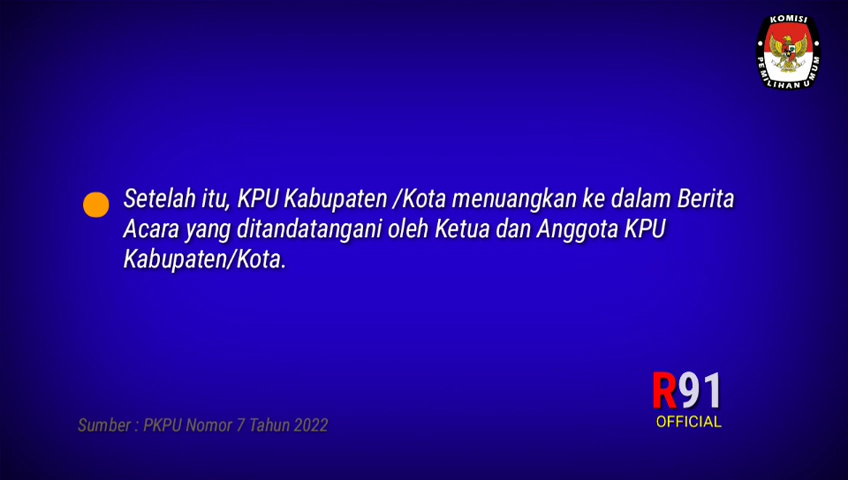 KOMISI
PEMILIHAN UMUM
Setelah itu, KPU Kabupaten /Kota menuangkan ke dalam Berita
Acara yang ditandatangani oleh Ketua dan Anggota KPU
Kabupaten/Kota.
R91
OFFICIAL
Sumber : PKPU Nomor 7 Tahun 2022